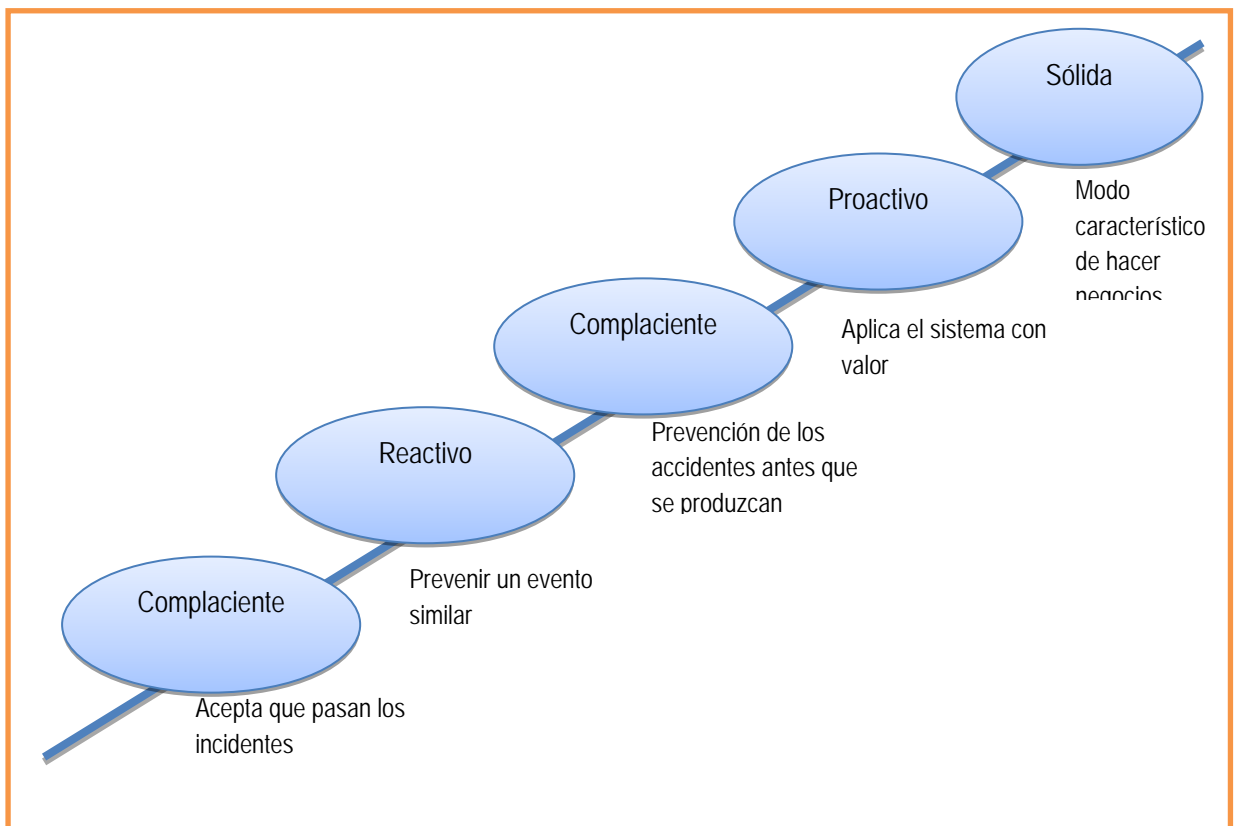 Sólida
Modo
característico
de hacer
negocios
Proactivo
Aplica el sistema con
valor
Complaciente
Prevención de los
accidentes antes que
se produzcan
Reactivo
Prevenir un evento
similar
Complaciente
Acepta que pasan los
incidentes